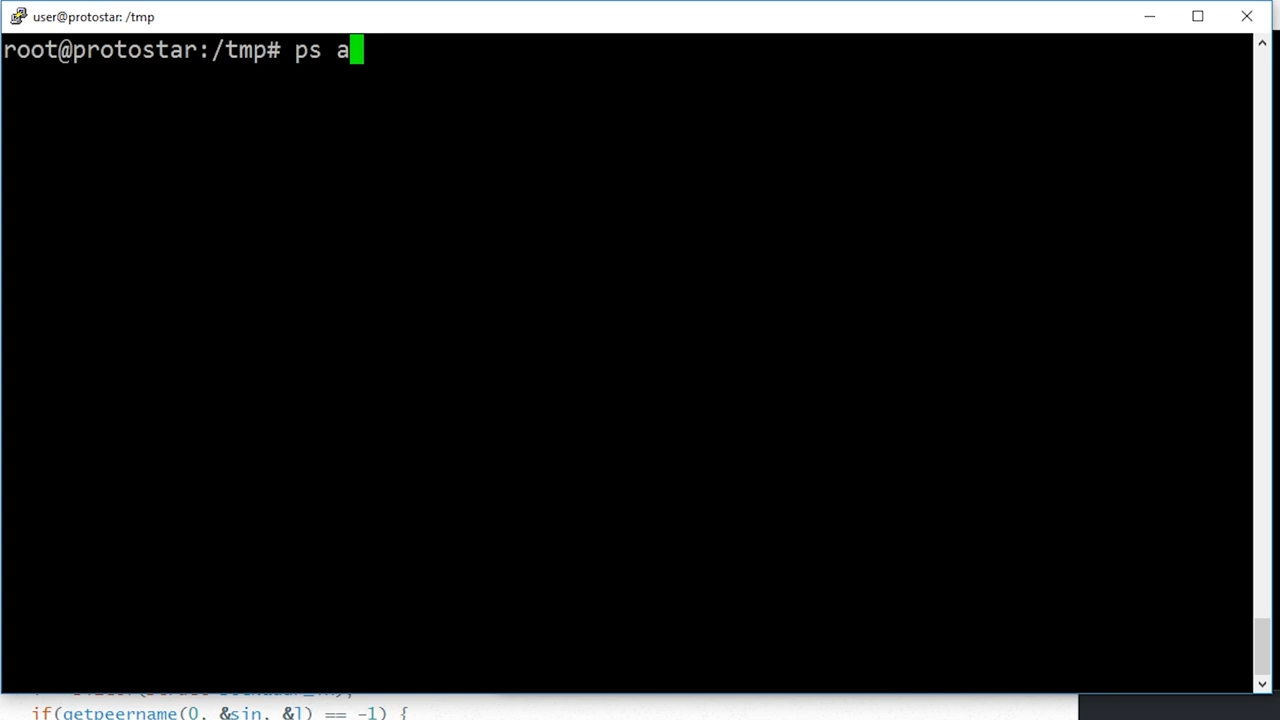 user@protostar: /tmp
root@protostar:/tmp# ps a
if(getpeername(0, &sin, &l) == -1) {